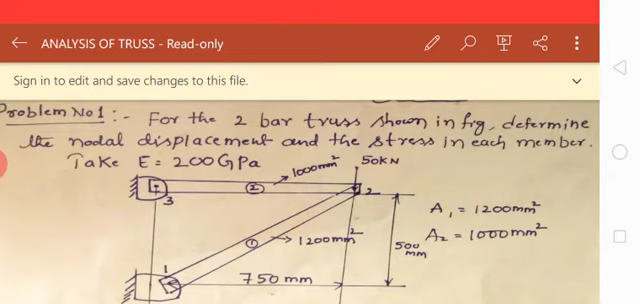 ANALYSIS OF TRUSS - Read-only
Sign in to edit and save changes to this file.
Problem No 1 :- For the 2 bar truss shown in fig, determine
the nodal displacement and the stress in each member.
Take E = 200 GPa
1000mm²
50KN
3
2
2
A₁ = 1200mm²
1
1200mm²
500 mm
A₂ = 1000mm²
1
750 mm